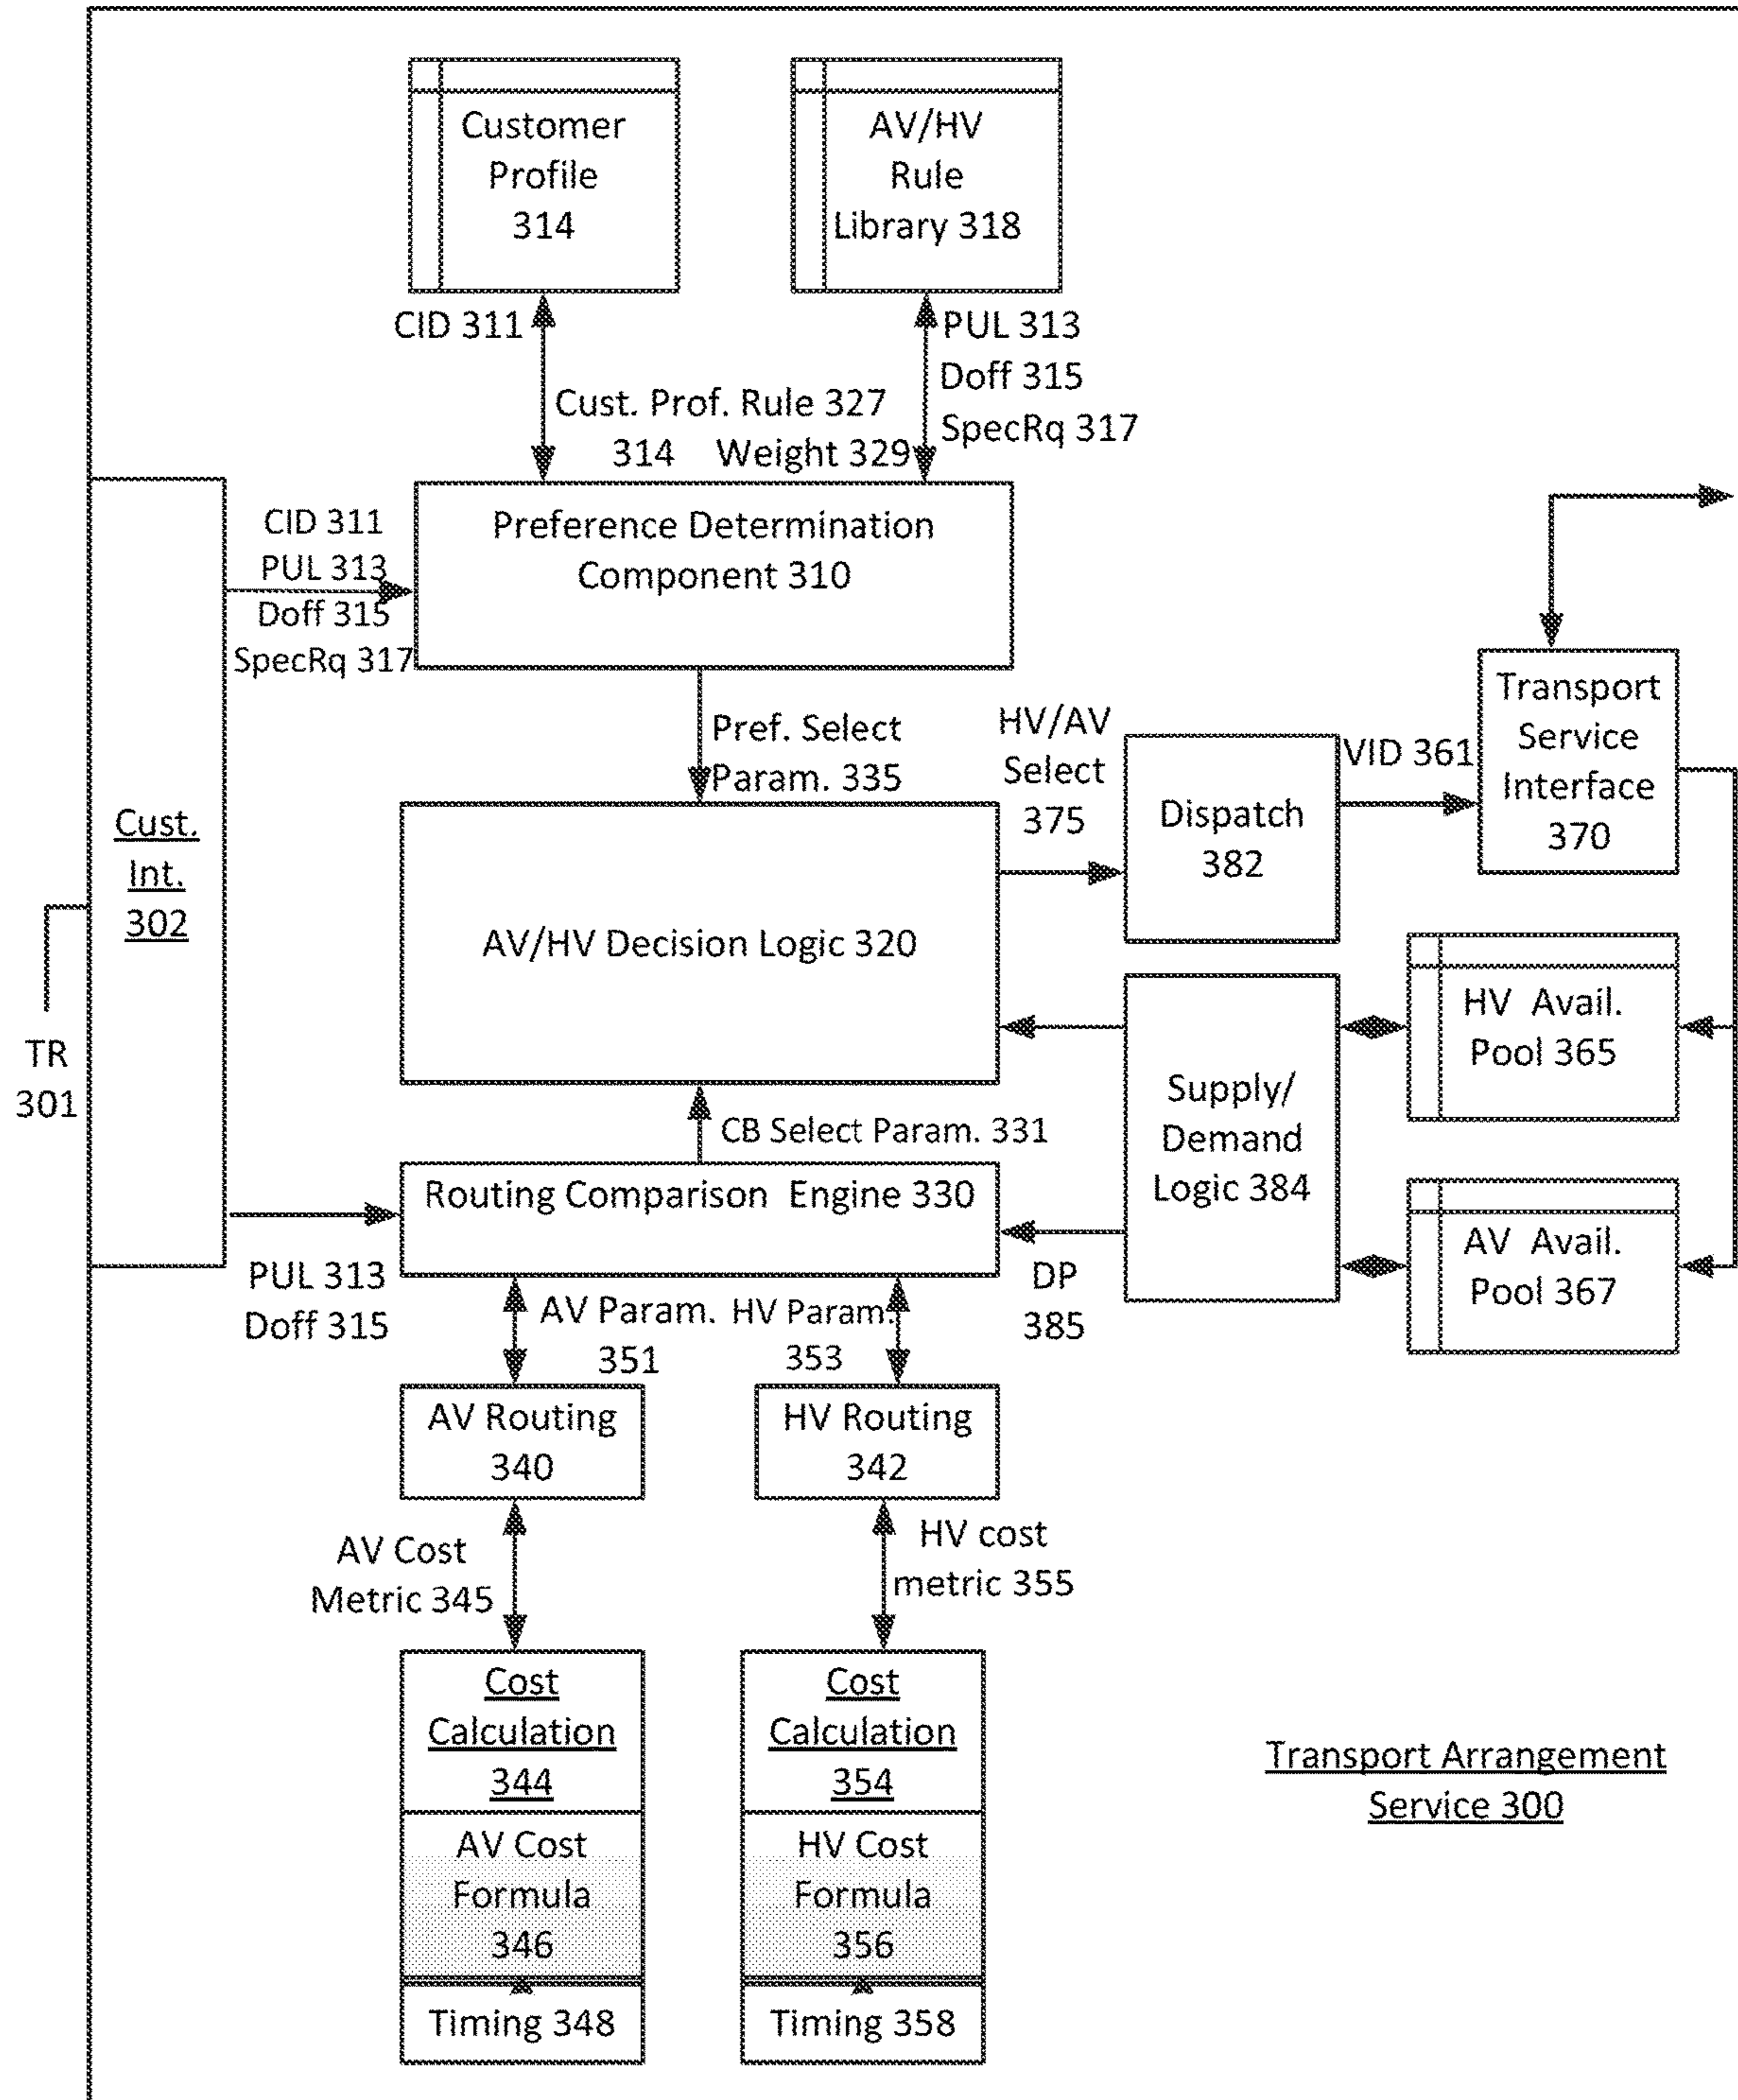 Customer
Profile
314
AV/HV
Rule
Library 318
CID 311
PUL 313
Doff 315
SpecRq 317
Cust. Prof. Rule 327
314 Weight 329
CID 311
PUL 313
Doff 315
SpecRq 317
Preference Determination
Component 310
Pref. Select
Param. 335
HV/AV
Select
375
Dispatch
382
VID 361
Transport
Service
Interface
370
Cust.
Int.
302
TR
301
AV/HV Decision Logic 320
HV Avail.
Pool 365
Supply/
Demand
Logic 384
CB Select Param. 331
Routing Comparison Engine 330
AV Avail.
Pool 367
PUL 313
Doff 315
DP
385
AV Param.
351
HV Param.
353
AV Routing
340
HV Routing
342
AV Cost
Metric 345
HV cost
metric 355
Cost
Calculation
344
AV Cost
Formula
346
Timing 348
Cost
Calculation
354
HV Cost
Formula
356
Timing 358
Transport Arrangement
Service 300